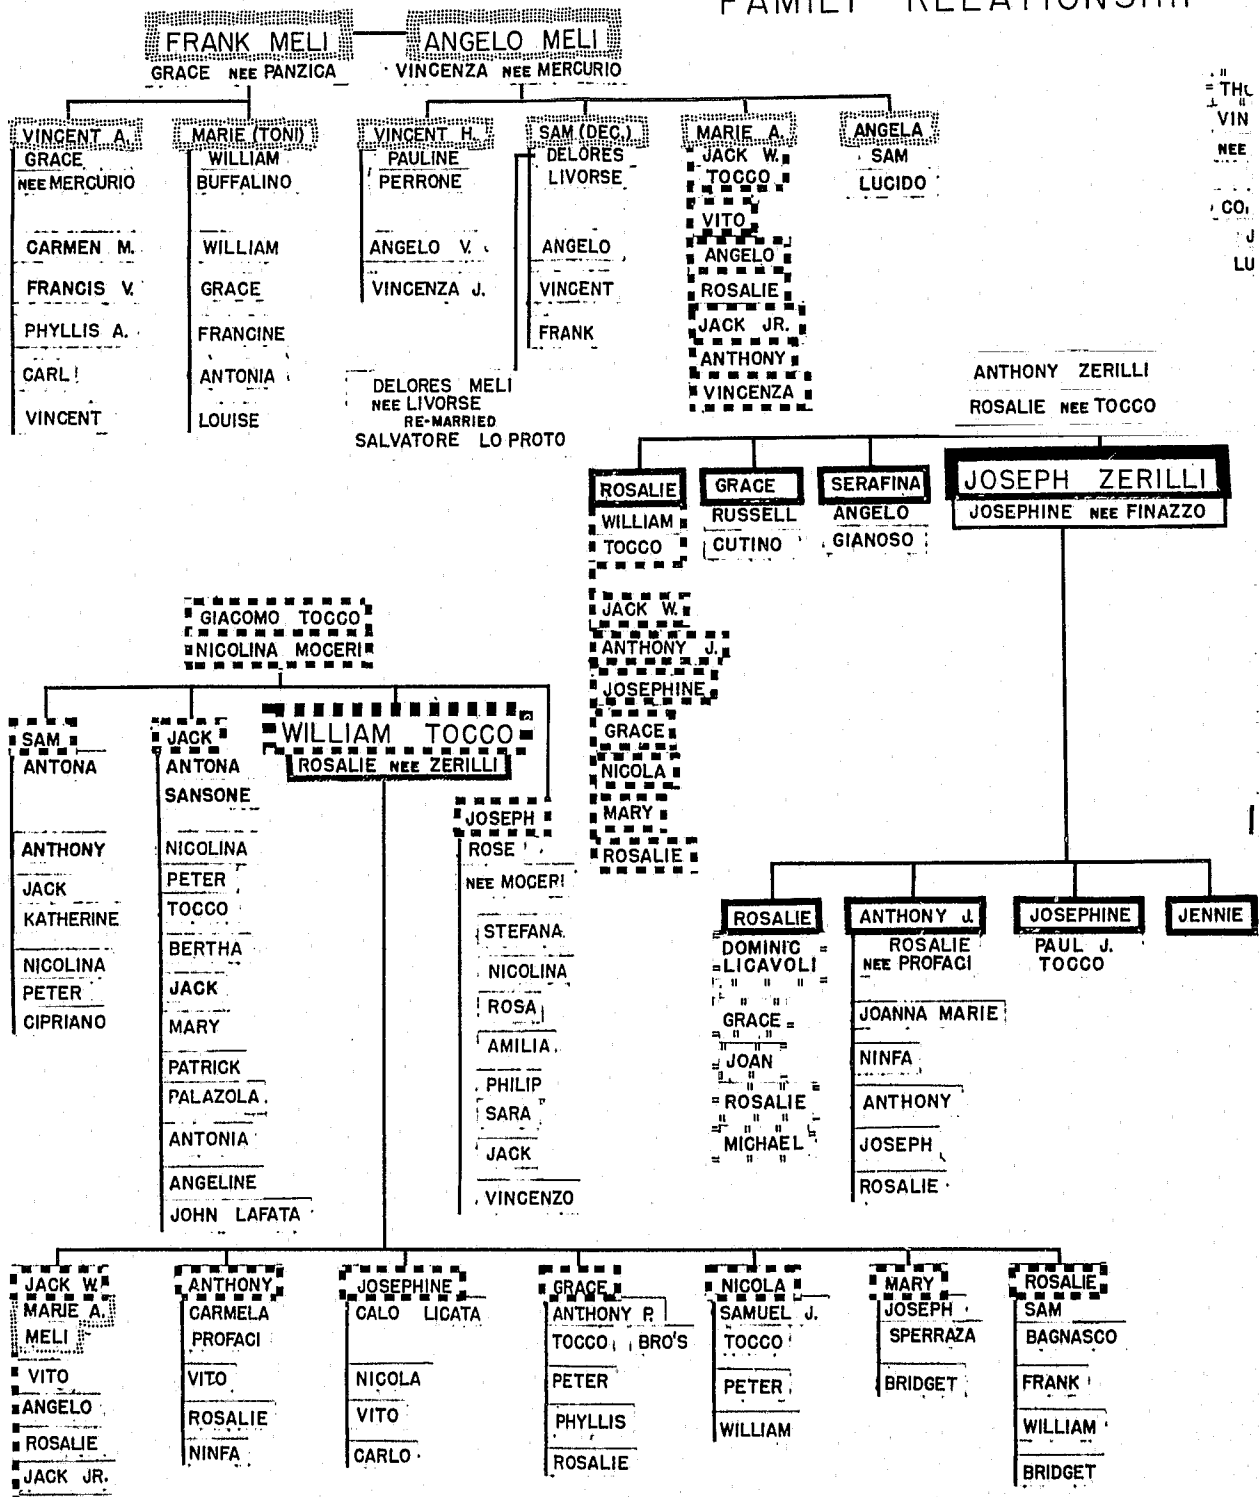 FAMILY RELATIONSHIP
FRANK MELI
GRACE NEE PANZICA
ANGELO MELI
VINCENZA NEE MERCURIO
VINCENT A.
GRACE
NEE MERCURIO
CARMEN M.
FRANCIS V.
PHYLLIS A.
CARL
VINCENT
MARIE (TONI)
WILLIAM
BUFFALINO
WILLIAM
GRACE
FRANCINE
ANTONIA
LOUISE
VINCENT H.
PAULINE
PERRONE
ANGELO V.
VINCENZA J.
SAM (DEC.)
DELORES
LIVORSE
ANGELO
VINCENT
FRANK
DELORES MELI
NEE LIVORSE
RE-MARRIED
SALVATORE LO PROTO
MARIE A.
JACK W.
TOCCO
VITO
ANGELO
ROSALIE
JACK JR.
ANTHONY
VINCENZA
ANGELA
SAM
LUCIDO
VIN
NEE
J
LU
ANTHONY ZERILLI
ROSALIE NEE TOCCO
ROSALIE
WILLIAM
TOCCO
JACK W.
ANTHONY J.
JOSEPHINE
GRACE
NICOLA
MARY
ROSALIE
GRACE
RUSSELL
CUTINO
SERAFINA
ANGELO
GIANOSO
JOSEPH ZERILLI
JOSEPHINE NEE FINAZZO
GIACOMO TOCCO
NICOLINA MOCERI
SAM
ANTONA
ANTHONY
JACK
KATHERINE
NICOLINA
PETER
CIPRIANO
JACK
ANTONA
SANSONE
NICOLINA
PETER
TOCCO
BERTHA
JACK
MARY
PATRICK
PALAZOLA
ANTONIA
ANGELINE
JOHN LAFATA
WILLIAM TOCCO
ROSALIE NEE ZERILLI
JOSEPH
ROSE
NEE MOCERI
STEFANA
NICOLINA
ROSA
AMILIA
PHILIP
SARA
JACK
VINCENZO
ROSALIE
DOMINIC
LICAVOLI
GRACE
JOAN
ROSALIE
MICHAEL
ANTHONY J.
ROSALIE
NEE PROFACI
JOANNA MARIE
NINFA
ANTHONY
JOSEPH
ROSALIE
JOSEPHINE
PAUL J.
TOCCO
JENNIE
JACK W.
MARIE A.
MELI
VITO
ANGELO
ROSALIE
JACK JR.
ANTHONY
CARMELA
PROFACI
VITO
ROSALIE
NINFA
JOSEPHINE
CALO LICATA
NICOLA
VITO
CARLO
GRACE
ANTHONY P.
TOCCO BRO'S
PETER
PHYLLIS
ROSALIE
NICOLA
SAMUEL J.
TOCCO
PETER
WILLIAM
MARY
JOSEPH
SPERRAZA
BRIDGET
ROSALIE
SAM
BAGNASCO
FRANK
WILLIAM
BRIDGET